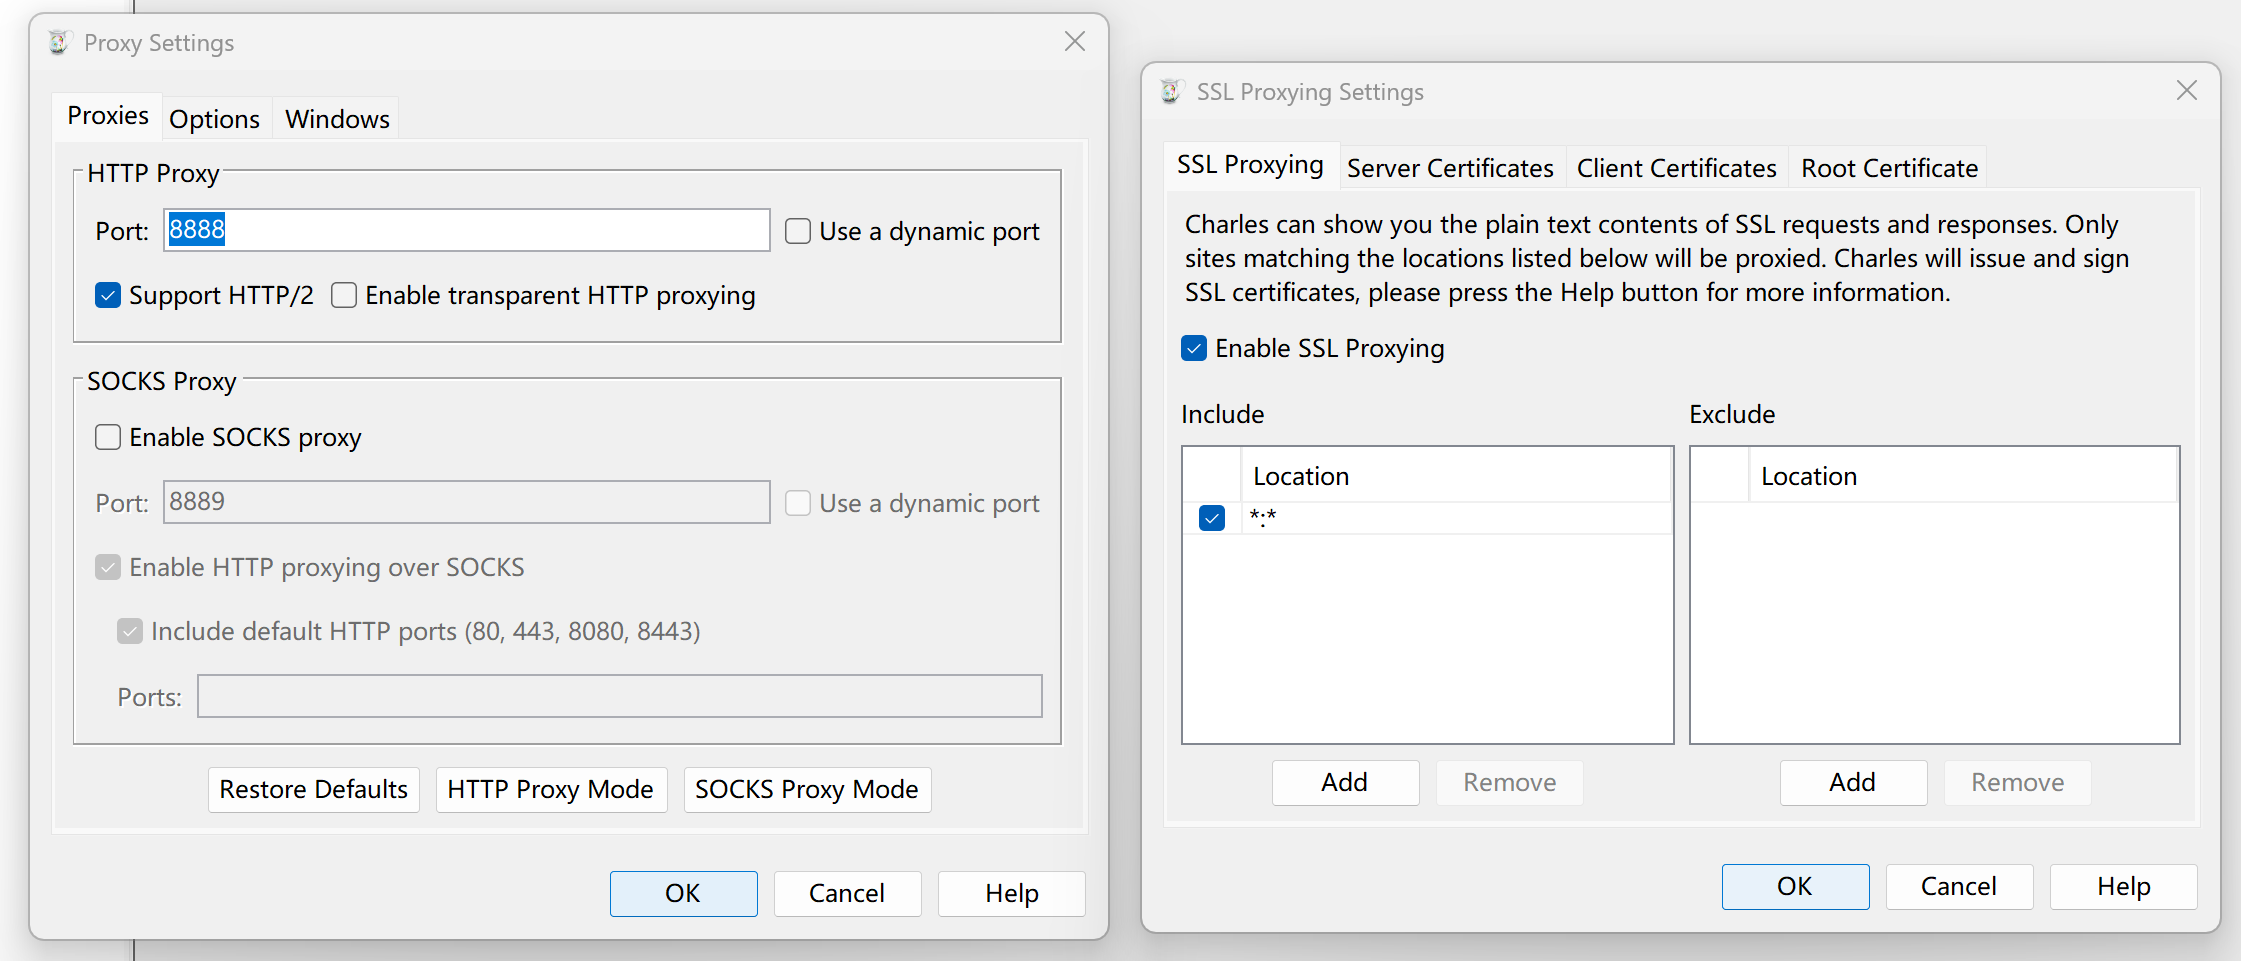 Proxy Settings
Proxies Options Windows
HTTP Proxy
Port: 8888 Use a dynamic port
Support HTTP/2 Enable transparent HTTP proxying
SOCKS Proxy
Enable SOCKS proxy
Port: 8889 Use a dynamic port
Enable HTTP proxying over SOCKS
Include default HTTP ports (80, 443, 8080, 8443)
Ports:
Restore Defaults HTTP Proxy Mode SOCKS Proxy Mode
OK Cancel Help
SSL Proxying Settings
SSL Proxying Server Certificates Client Certificates Root Certificate
Charles can show you the plain text contents of SSL requests and responses. Only
sites matching the locations listed below will be proxied. Charles will issue and sign
SSL certificates, please press the Help button for more information.
Enable SSL Proxying
Include Exclude
Location Location
*:*
Add Remove Add Remove
OK Cancel Help